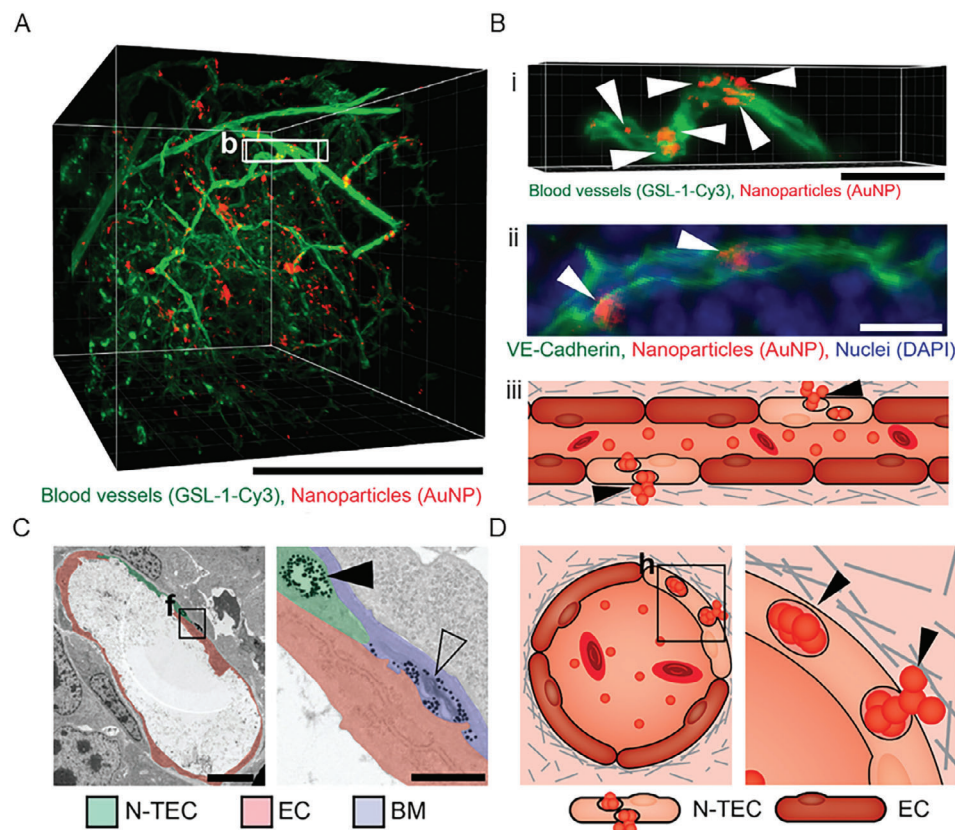 A
b
Blood vessels (GSL-1-Cy3), Nanoparticles (AuNP)
B
i
Blood vessels (GSL-1-Cy3), Nanoparticles (AuNP)
ii
VE-Cadherin, Nanoparticles (AuNP), Nuclei (DAPI)
iii
C
f
N-TEC EC BM
D
h
N-TEC EC